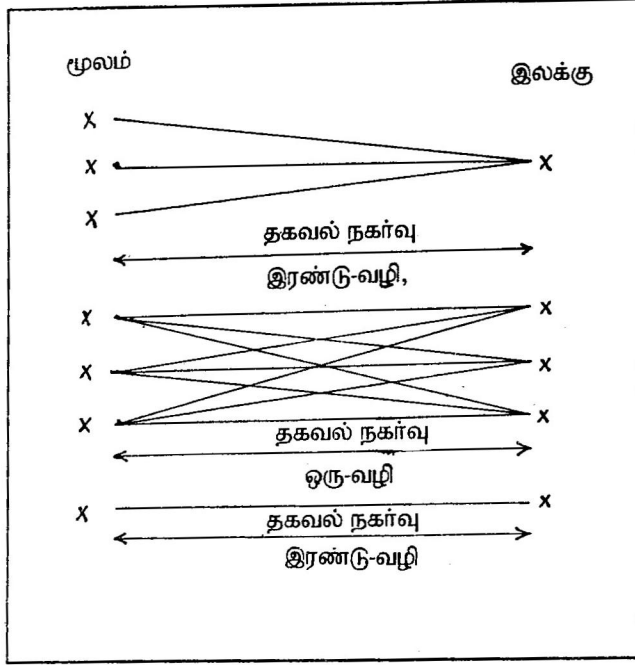 மூலம்
இலக்கு
X
X
X
X
தகவல் நகர்வு
இரண்டு-வழி,
X
X
X
X
X
X
தகவல் நகர்வு
ஒரு-வழி
X
X
தகவல் நகர்வு
இரண்டு-வழி